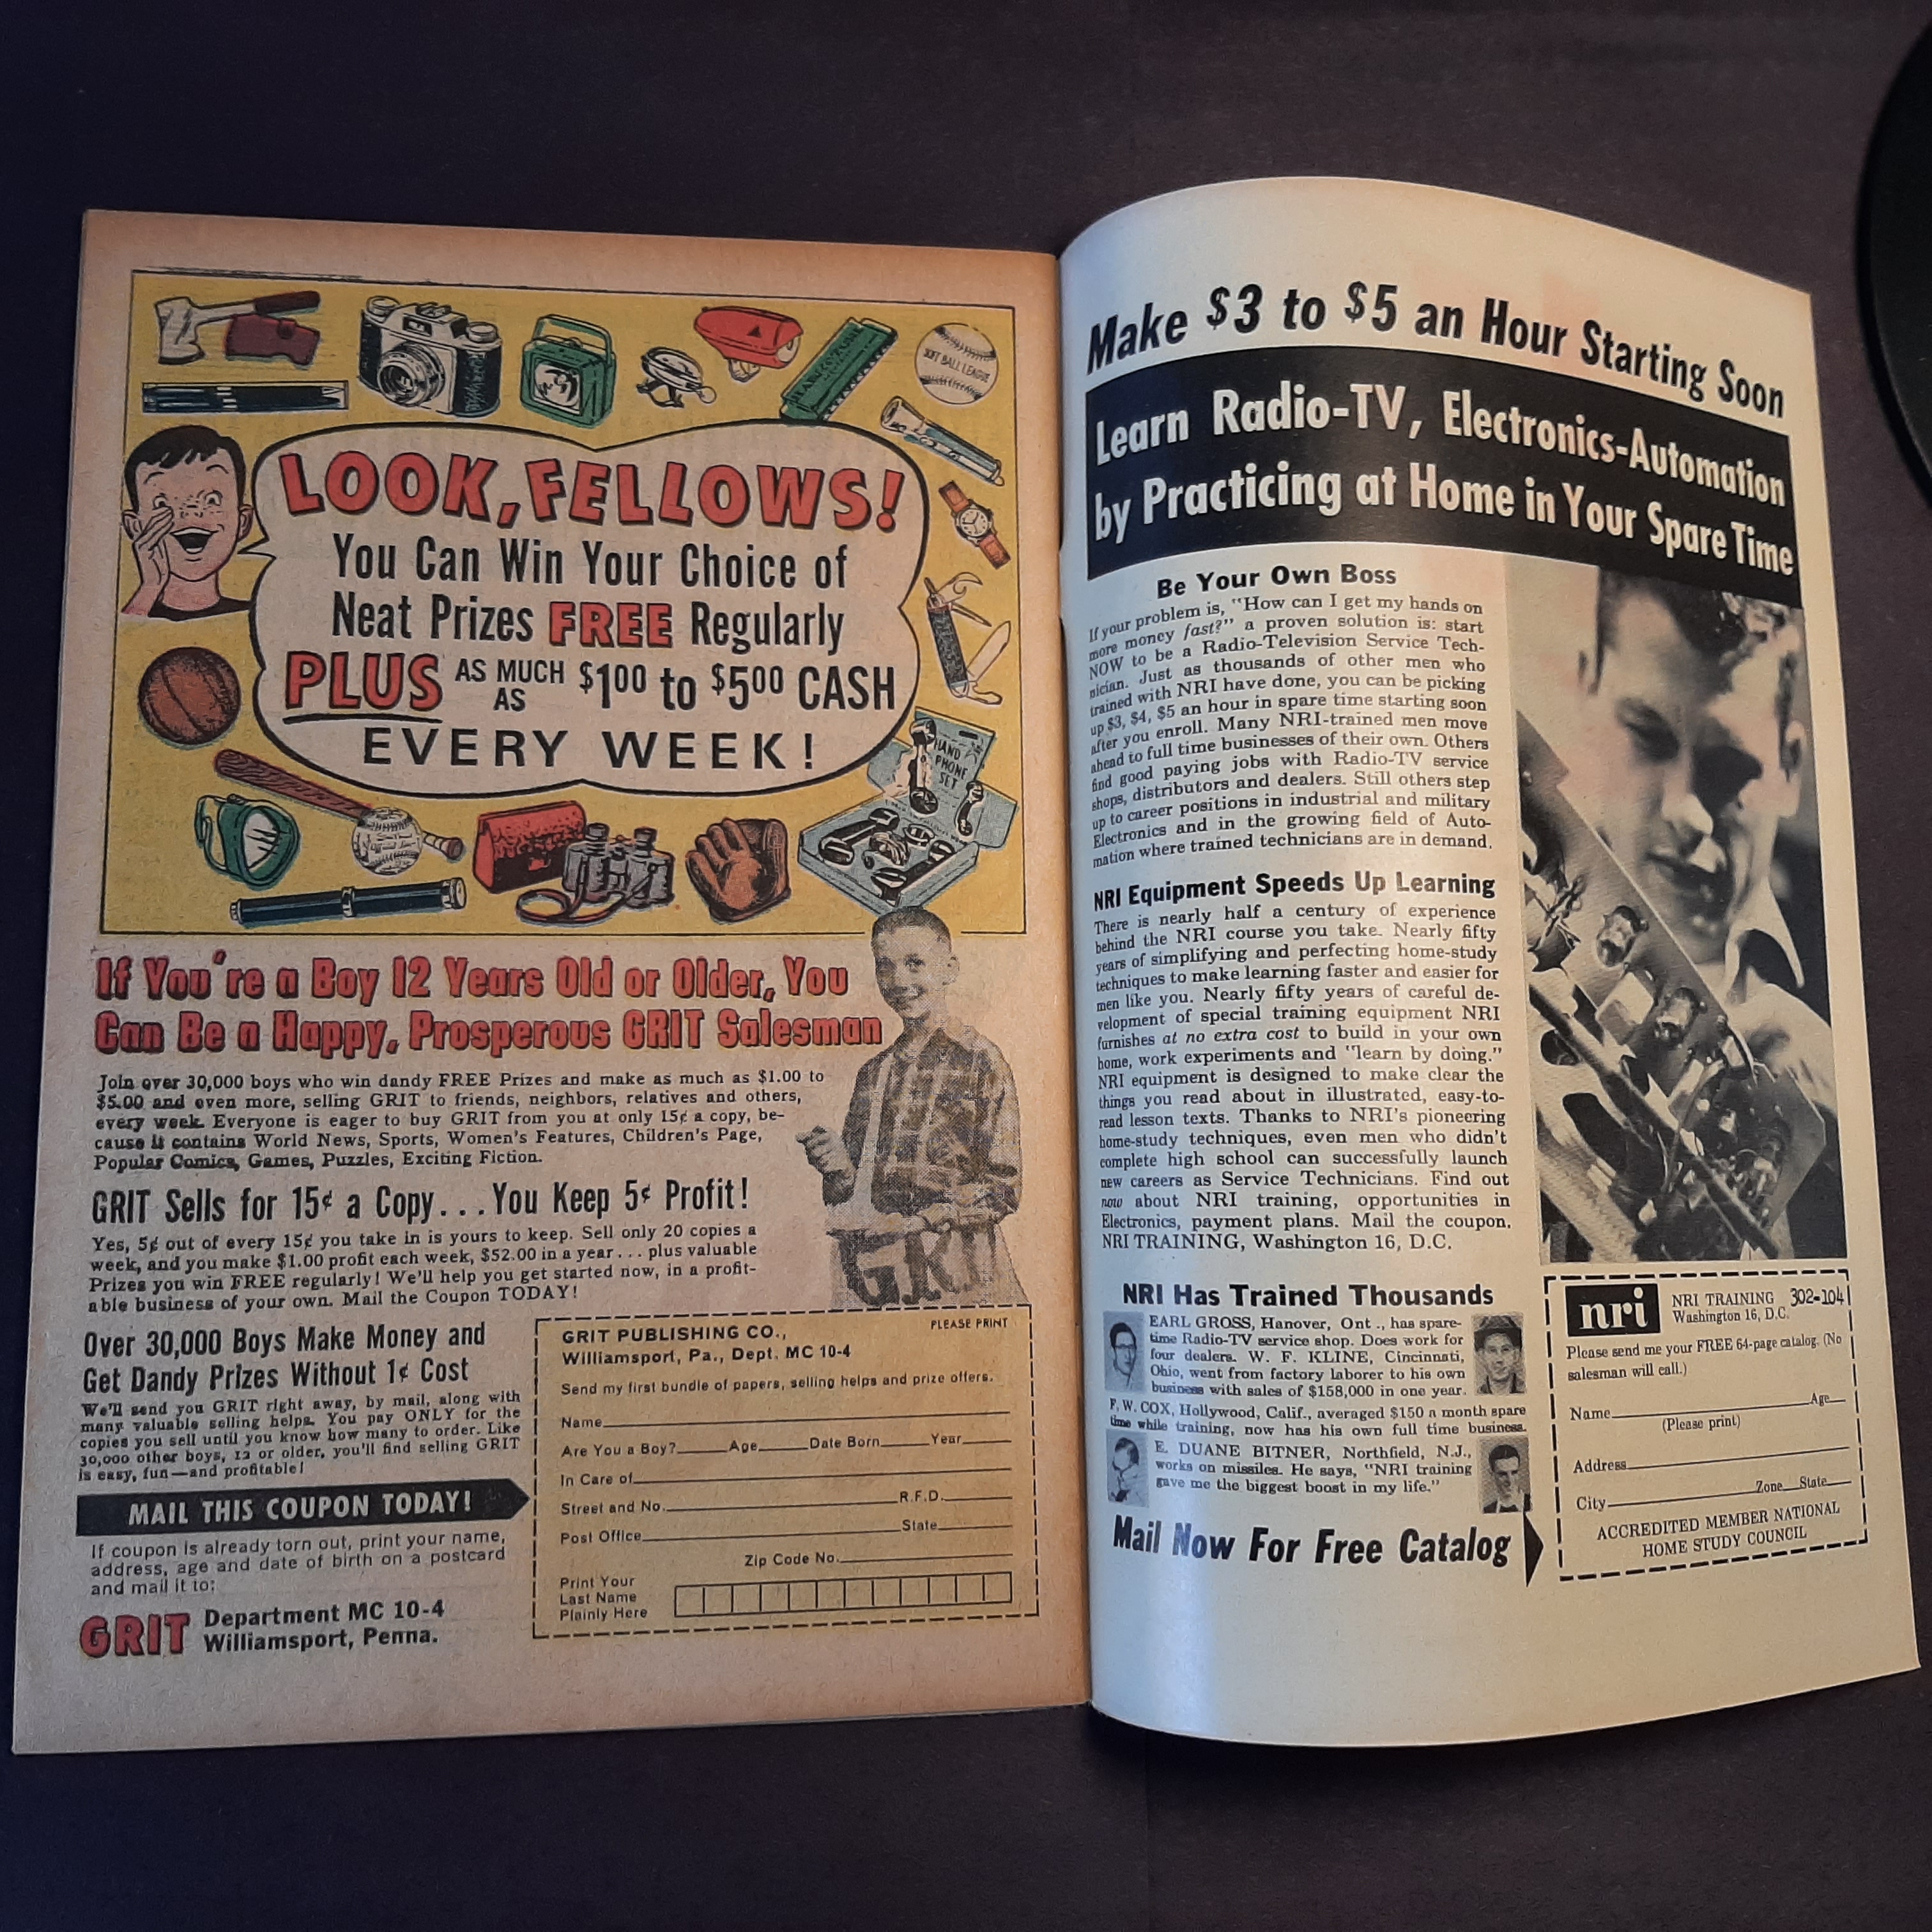 LOOK, FELLOWS!
You Can Win Your Choice of
Neat Prizes FREE Regularly
PLUS AS MUCH AS $1.00 to $5.00 CASH
EVERY WEEK!
SOFT BALL LEAGUE
HAND
PHONE
SET
If You're a Boy 12 Years Old or Older, You
Can Be a Happy, Prosperous GRIT Salesman
Join over 30,000 boys who win dandy FREE Prizes and make as much as $1.00 to
$5.00 and even more, selling GRIT to friends, neighbors, relatives and others,
every week. Everyone is eager to buy GRIT from you at only 15¢ a copy, be-
cause it contains World News, Sports, Women's Features, Children's Page,
Popular Comics, Games, Puzzles, Exciting Fiction.
GRIT Sells for 15¢ a Copy...You Keep 5¢ Profit!
Yes, 5¢ out of every 15¢ you take in is yours to keep. Sell only 20 copies a
week, and you make $1.00 profit each week, $52.00 in a year... plus valuable
Prizes you win FREE regularly! We'll help you get started now, in a profit-
able business of your own. Mail the Coupon TODAY!
GRIT
Over 30,000 Boys Make Money and
Get Dandy Prizes Without 1¢ Cost
We'll send you GRIT right away, by mail, along with
many valuable selling helps. You pay ONLY for the
copies you sell until you know how many to order. Like
30,000 other boys, 12 or older, you'll find selling GRIT
is easy, fun—and profitable!
MAIL THIS COUPON TODAY!
If coupon is already torn out, print your name,
address, age and date of birth on a postcard
and mail it to:
GRIT Department MC 10-4
Williamsport, Penna.
PLEASE PRINT
GRIT PUBLISHING CO.,
Williamsport, Pa., Dept. MC 10-4
Send my first bundle of papers, selling helps and prize offers.
Name
Are You a Boy? Age Date Born Year
In Care of
Street and No. R.F.D.
Post Office State
Zip Code No.
Print Your
Last Name
Plainly Here
Make $3 to $5 an Hour Starting Soon
Learn Radio-TV, Electronics-Automation
by Practicing at Home in Your Spare Time
Be Your Own Boss
If your problem is, "How can I get my hands on
more money fast?" a proven solution is: start
NOW to be a Radio-Television Service Tech-
nician. Just as thousands of other men who
trained with NRI have done, you can be picking
up $3, $4, $5 an hour in spare time starting soon
after you enroll. Many NRI-trained men move
ahead to full time businesses of their own. Others
find good paying jobs with Radio-TV service
shops, distributors and dealers. Still others step
up to career positions in industrial and military
Electronics and in the growing field of Auto-
mation where trained technicians are in demand.
NRI Equipment Speeds Up Learning
There is nearly half a century of experience
behind the NRI course you take. Nearly fifty
years of simplifying and perfecting home-study
techniques to make learning faster and easier for
men like you. Nearly fifty years of careful de-
velopment of special training equipment NRI
furnishes at no extra cost to build in your own
home, work experiments and "learn by doing."
NRI equipment is designed to make clear the
things you read about in illustrated, easy-to-
read lesson texts. Thanks to NRI's pioneering
home-study techniques, even men who didn't
complete high school can successfully launch
new careers as Service Technicians. Find out
now about NRI training, opportunities in
Electronics, payment plans. Mail the coupon.
NRI TRAINING, Washington 16, D.C.
NRI Has Trained Thousands
EARL GROSS, Hanover, Ont., has spare-
time Radio-TV service shop. Does work for
four dealers. W. F. KLINE, Cincinnati,
Ohio, went from factory laborer to his own
business with sales of $158,000 in one year.
F. W. COX, Hollywood, Calif., averaged $150 a month spare
time while training, now has his own full time business.
E. DUANE BITNER, Northfield, N.J.,
works on missiles. He says, "NRI training
gave me the biggest boost in my life."
Mail Now For Free Catalog
nri NRI TRAINING 302-104
Washington 16, D.C.
Please send me your FREE 64-page catalog. (No
salesman will call.)
Name Age
(Please print)
Address
City Zone State
ACCREDITED MEMBER NATIONAL
HOME STUDY COUNCIL